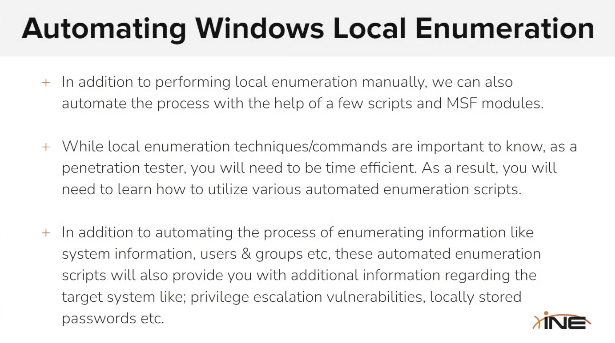 Automating Windows Local Enumeration
+ In addition to performing local enumeration manually, we can also
automate the process with the help of a few scripts and MSF modules.
+ While local enumeration techniques/commands are important to know, as a
penetration tester, you will need to be time efficient. As a result, you will
need to learn how to utilize various automated enumeration scripts.
+ In addition to automating the process of enumerating information like
system information, users & groups etc, these automated enumeration
scripts will also provide you with additional information regarding the
target system like; privilege escalation vulnerabilities, locally stored
passwords etc.
INE